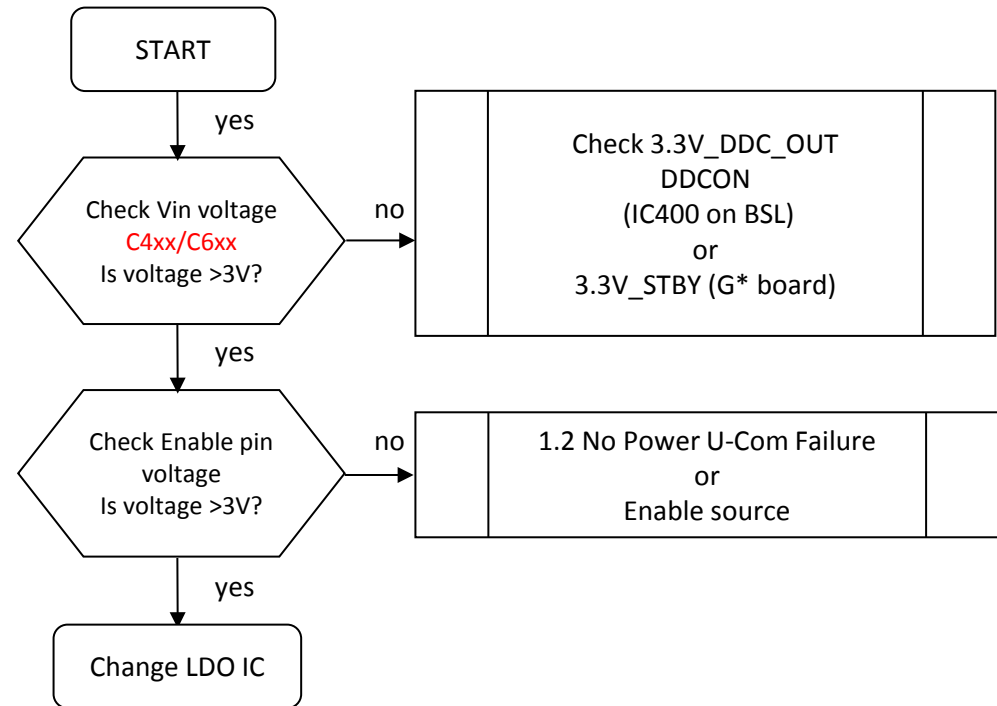 START
yes
Check Vin voltage
C4xx/C6xx
Is voltage >3V?
no
Check 3.3V_DDC_OUT
DDCON
(IC400 on BSL)
or
3.3V_STBY (G* board)
yes
Check Enable pin
voltage
Is voltage >3V?
no
1.2 No Power U-Com Failure
or
Enable source
yes
Change LDO IC